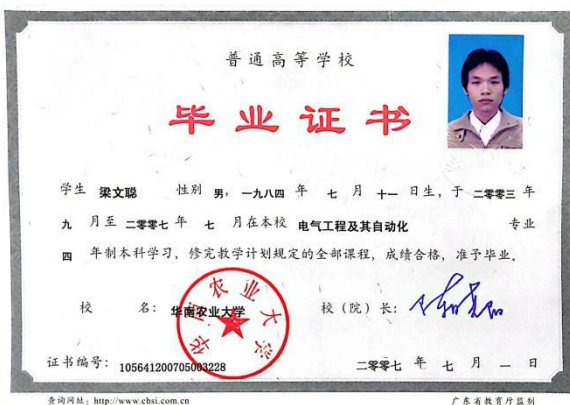 普通高等学校
毕业证书
学生 梁文聪 性别 男，一九八四 年 七 月 十一 日生，于 二零零三 年
九 月至 二零零七 年 七 月在本校 电气工程及其自动化 专业
四 年制本科学习，修完教学计划规定的全部课程，成绩合格，准予毕业。
校 名：华南农业大学 校（院）长：
华南农业大学
证书编号：105641200705003228 二零零七 年 七 月 一 日
查询网址：http://www.chsi.com.cn 广东省教育厅监制